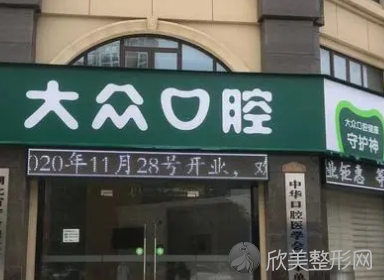 大众口腔
大众口腔健康
守护神
020年11月28号开业,
业钜惠
中华口腔医学会
欣美整形网